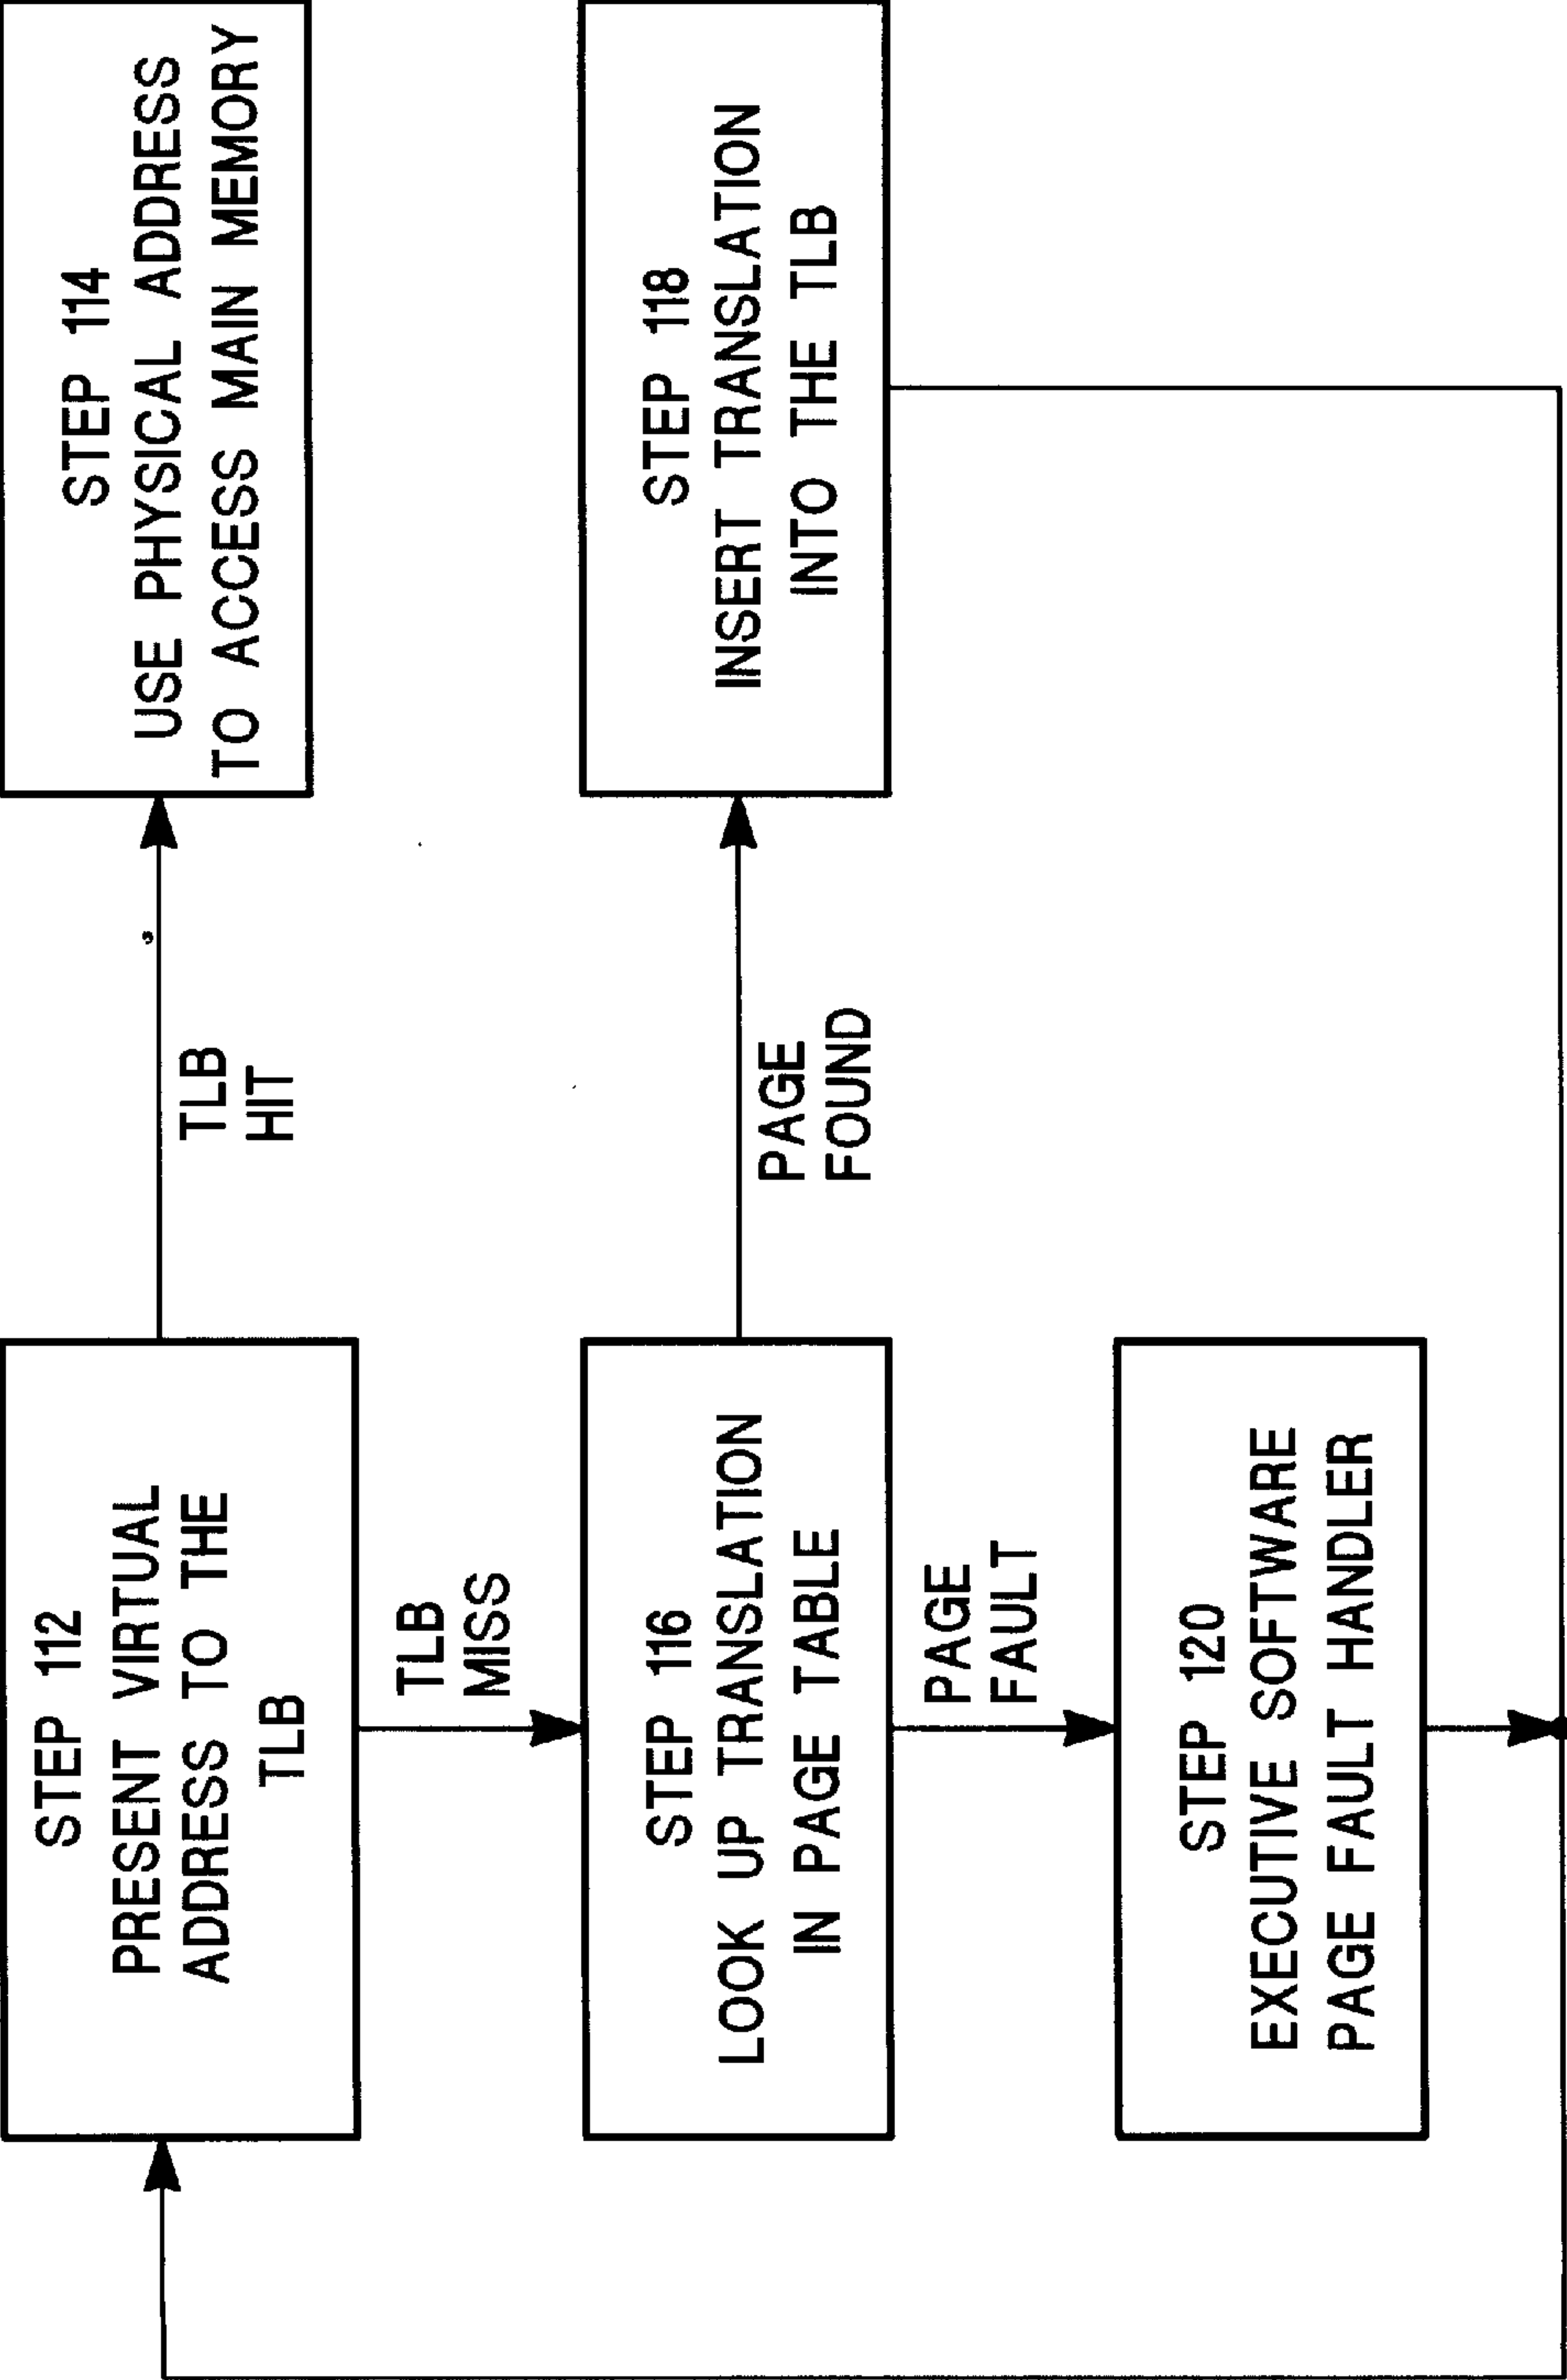 STEP 112
PRESENT VIRTUAL
ADDRESS TO THE
TLB
TLB
HIT
STEP 114
USE PHYSICAL ADDRESS
TO ACCESS MAIN MEMORY
TLB
MISS
STEP 116
LOOK UP TRANSLATION
IN PAGE TABLE
PAGE
FOUND
STEP 118
INSERT TRANSLATION
INTO THE TLB
PAGE
FAULT
STEP 120
EXECUTIVE SOFTWARE
PAGE FAULT HANDLER